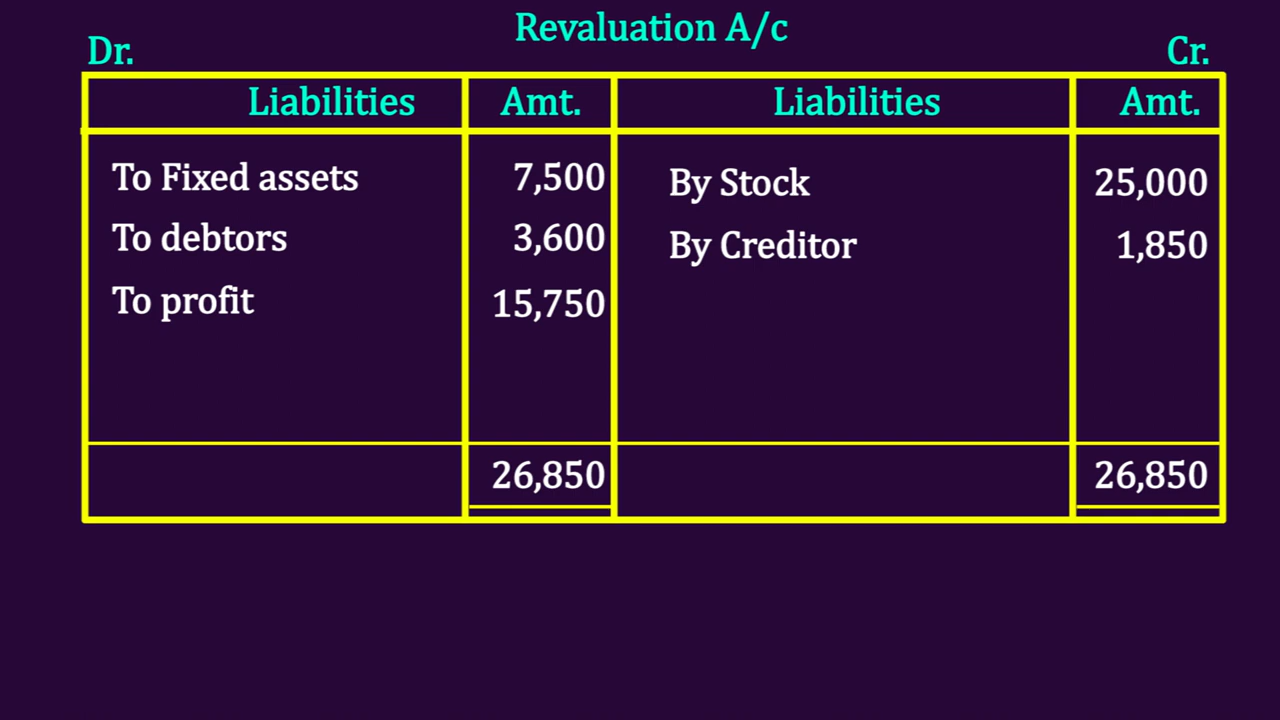 Revaluation A/c
Dr. Cr.
Liabilities Amt. Liabilities Amt.
To Fixed assets 7,500 By Stock 25,000
To debtors 3,600 By Creditor 1,850
To profit 15,750
26,850 26,850